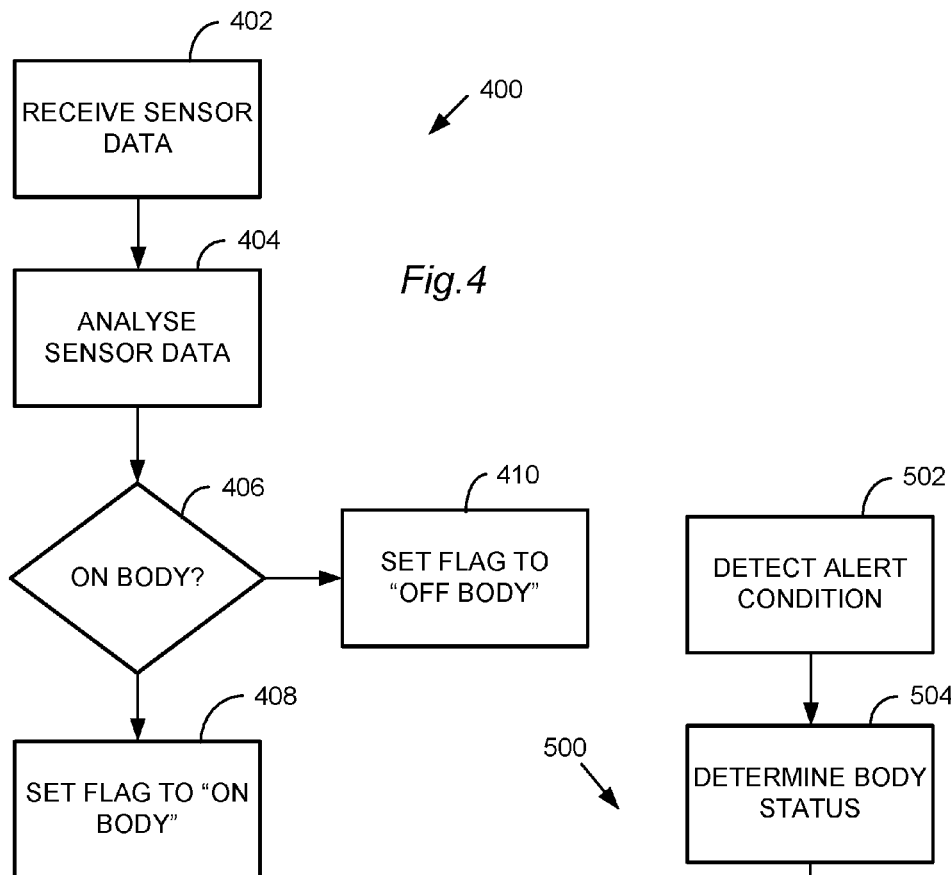 402
RECEIVE SENSOR
DATA
400
404
ANALYSE
SENSOR DATA
Fig.4
406
ON BODY?
410
SET FLAG TO
“OFF BODY”
408
SET FLAG TO “ON
BODY”
502
DETECT ALERT
CONDITION
504
DETERMINE BODY
STATUS
500